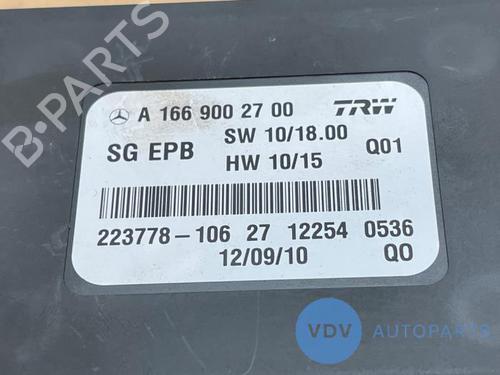 A 166 900 27 00 TRW
SG EPB SW 10/18.00 Q01
HW 10/15
223778-106 27 12254 0536
12/09/10 QO
B-PARTS
VDV AUTOPARTS